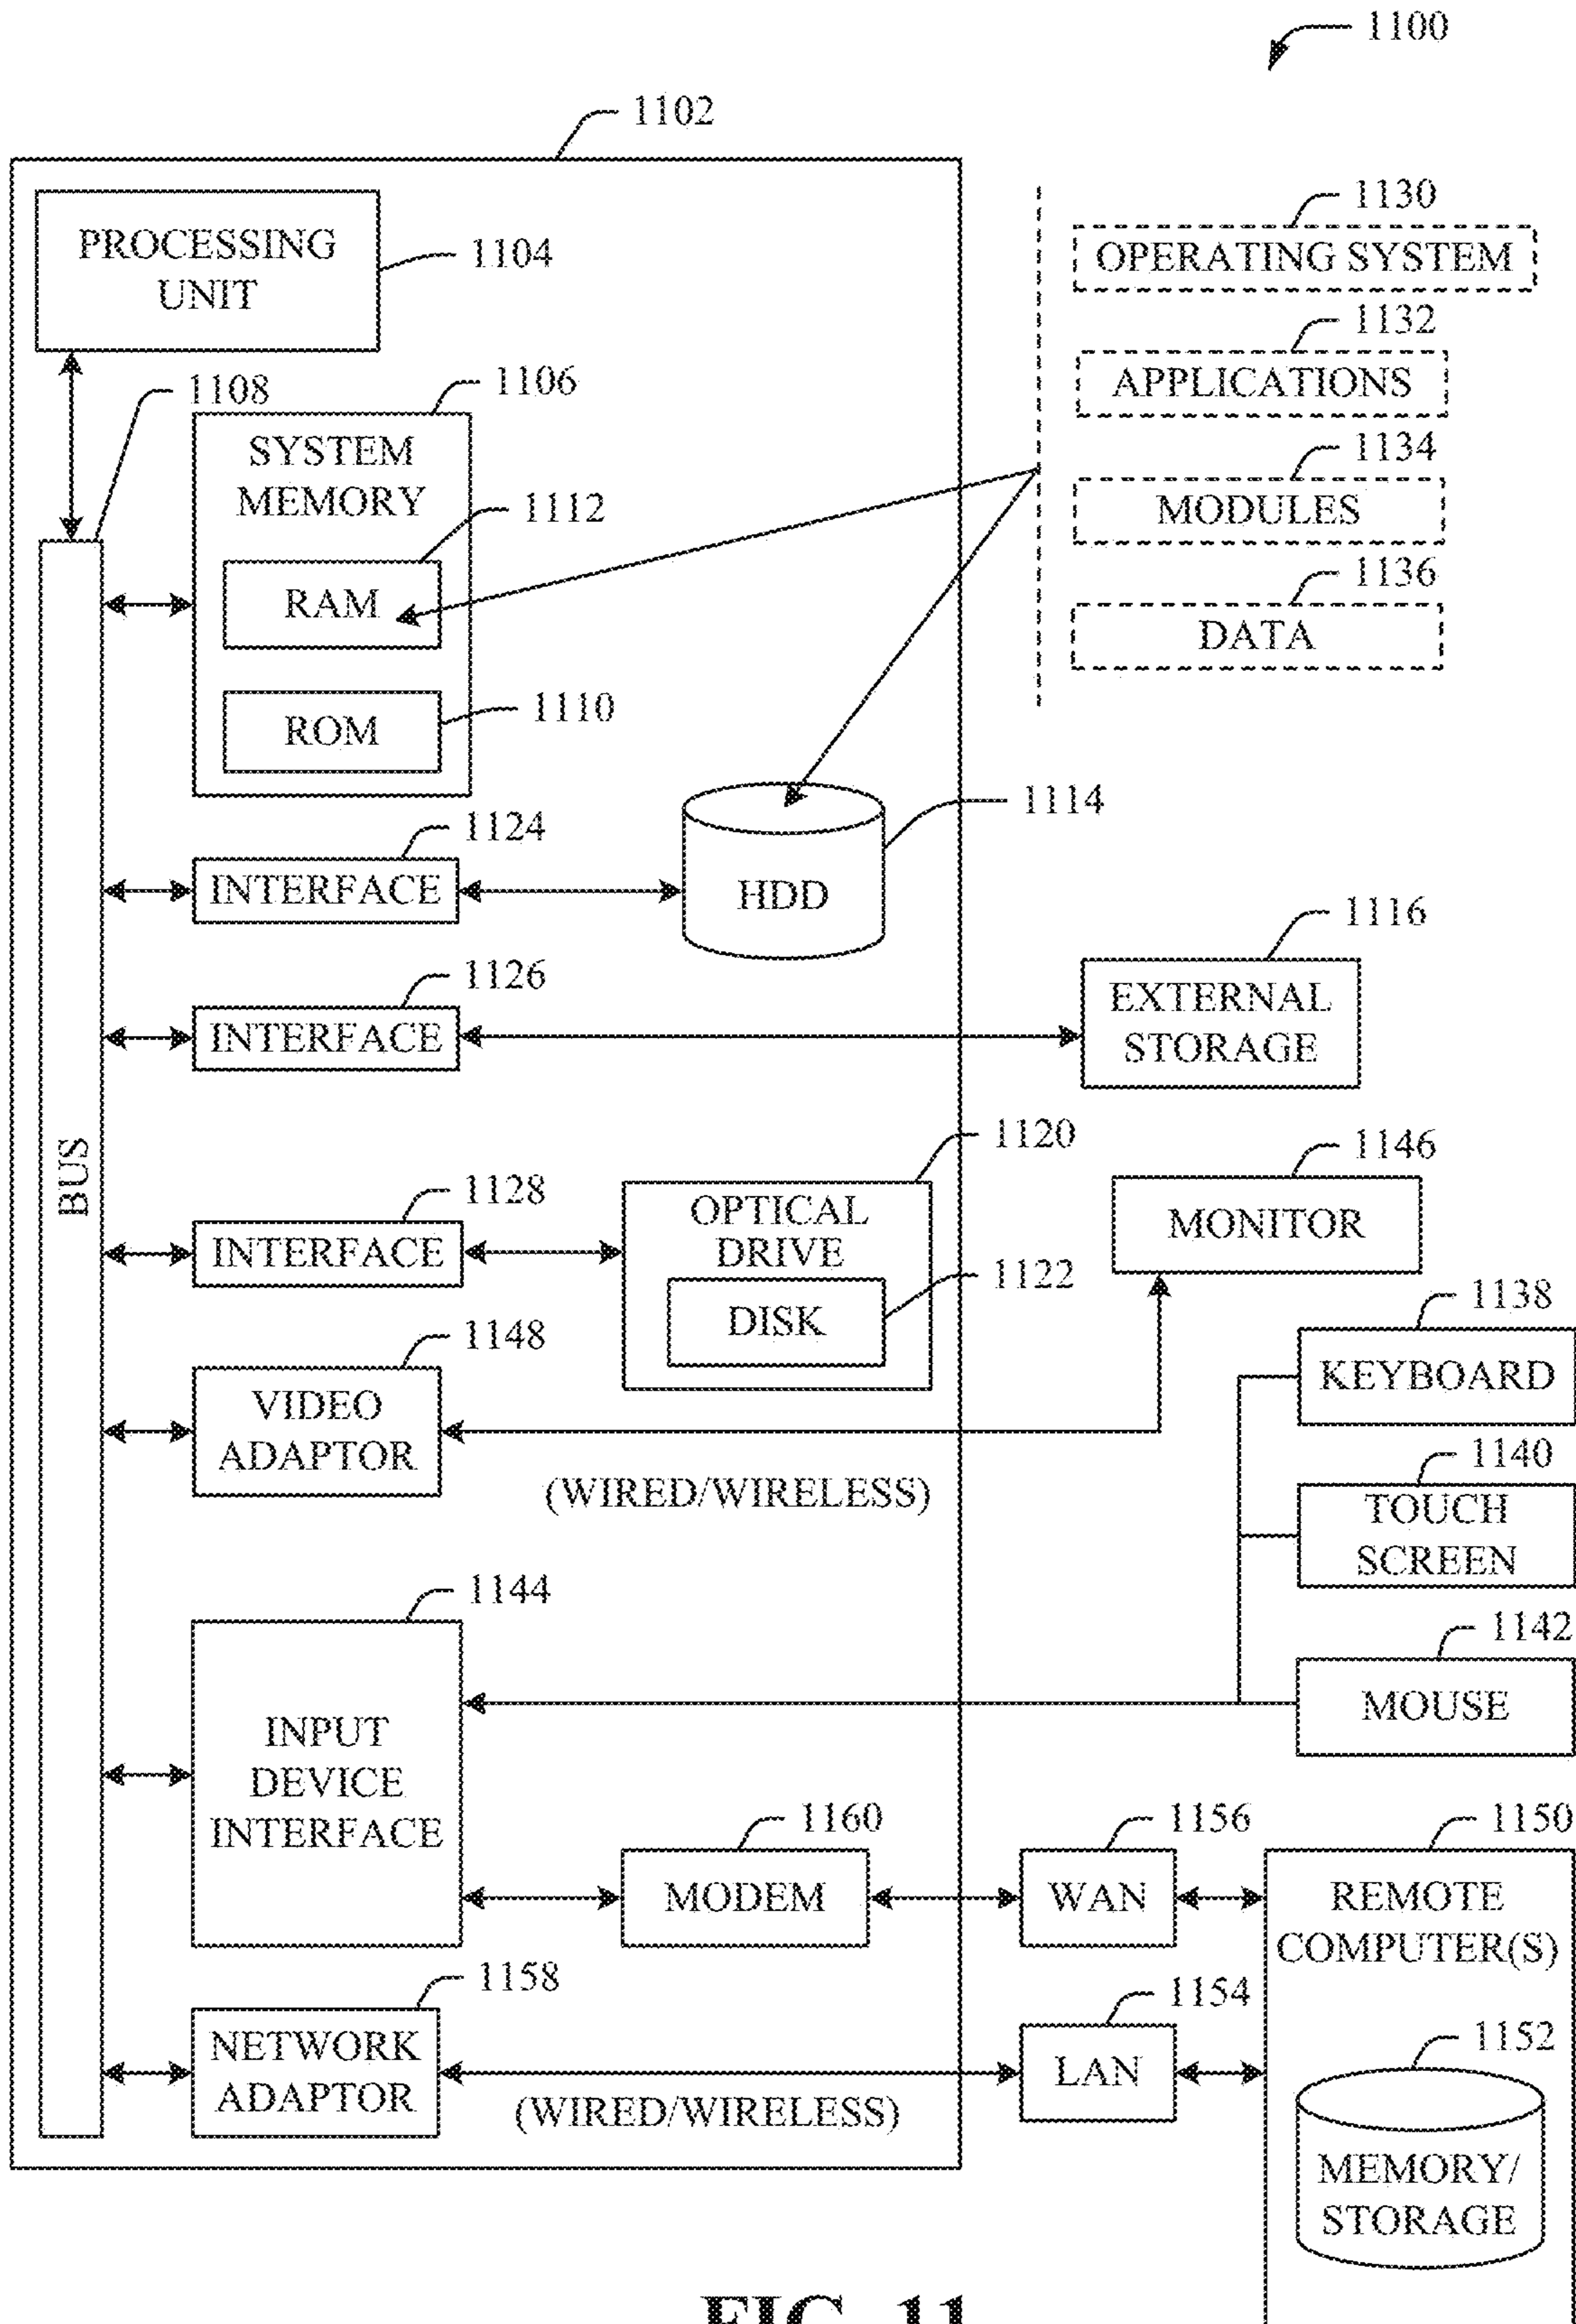 1100
1102
PROCESSING
UNIT
1104
1130
OPERATING SYSTEM
1132
APPLICATIONS
1134
MODULES
1136
DATA
1108
1106
SYSTEM
MEMORY
1112
RAM
1110
ROM
1124
INTERFACE
1114
HDD
1126
INTERFACE
1116
EXTERNAL
STORAGE
BUS
1128
INTERFACE
1120
OPTICAL
DRIVE
1122
DISK
1146
MONITOR
1148
VIDEO
ADAPTOR
(WIRED/WIRELESS)
1138
KEYBOARD
1140
TOUCH
SCREEN
1142
MOUSE
1144
INPUT
DEVICE
INTERFACE
1160
MODEM
1156
WAN
1150
REMOTE
COMPUTER(S)
1158
NETWORK
ADAPTOR
(WIRED/WIRELESS)
1154
LAN
1152
MEMORY/
STORAGE
FIG. 11